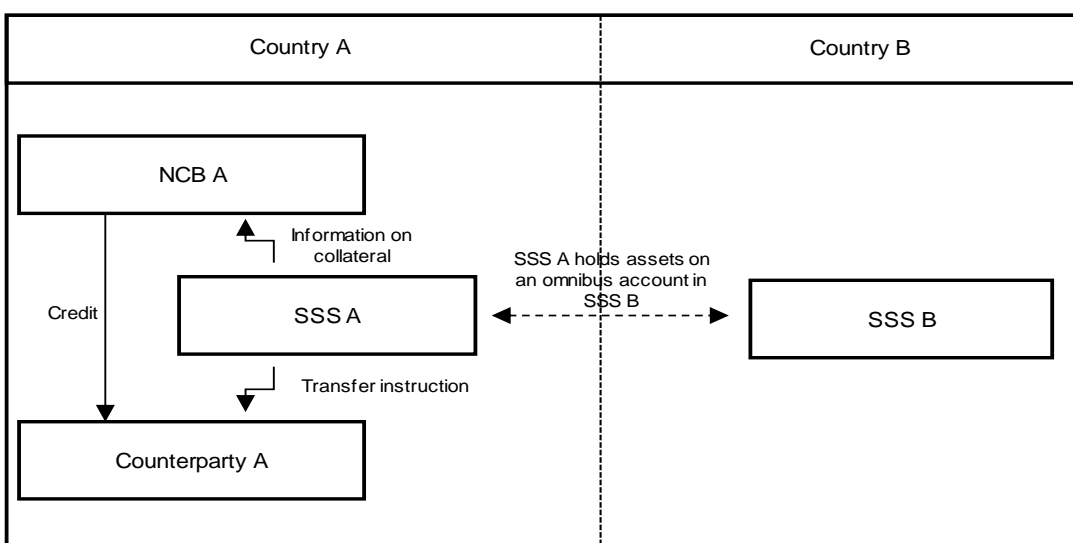 Country A
Country B
NCB A
Information on
collateral
SSS A holds assets on
an omnibus account in
SSS B
Credit
SSS A
SSS B
Transfer instruction
Counterparty A